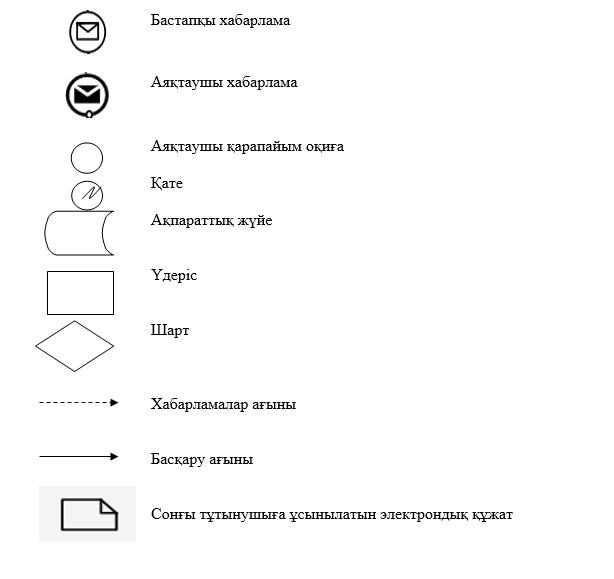 Бастапқы хабарлама
Аяқтаушы хабарлама
Аяқтаушы қарапайым оқиға
Қате
Ақпараттық жүйе
Үдеріс
Шарт
Хабарламалар ағыны
Басқару ағыны
Сонғы тұтынушыға ұсынылатын электрондық құжат